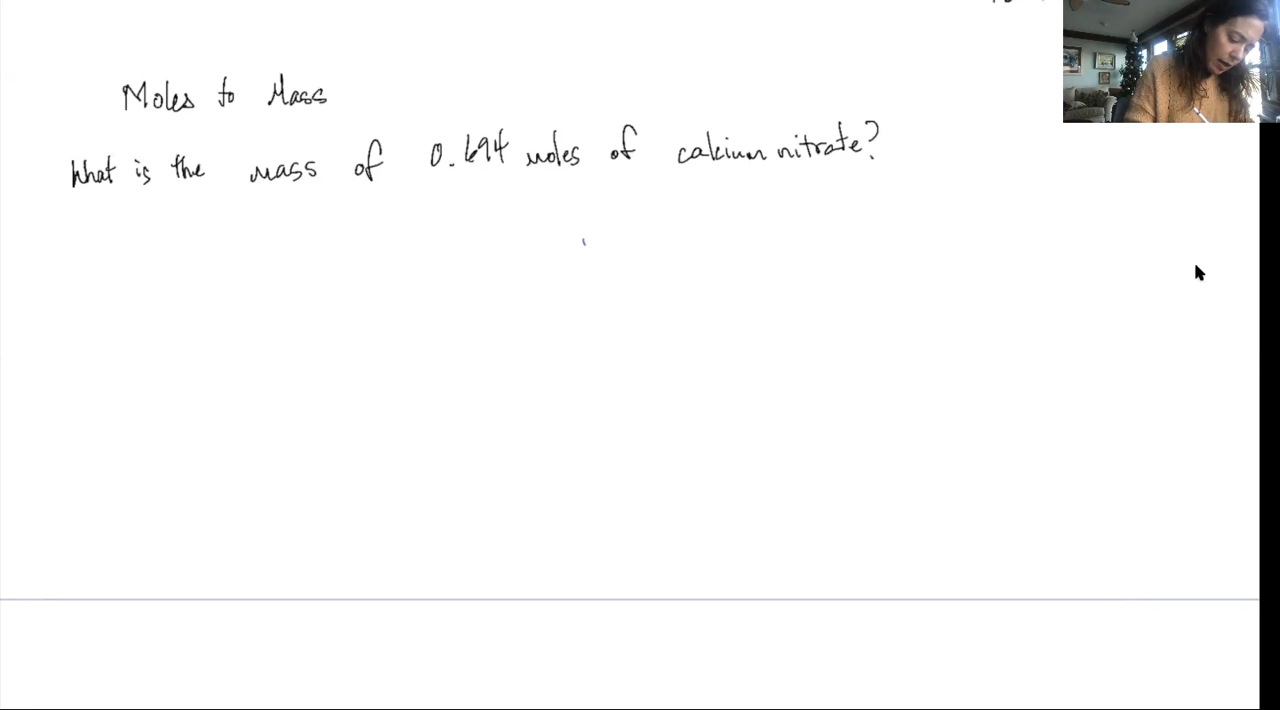 Moles to Mass
What is the mass of 0.694 moles of calcium nitrate?